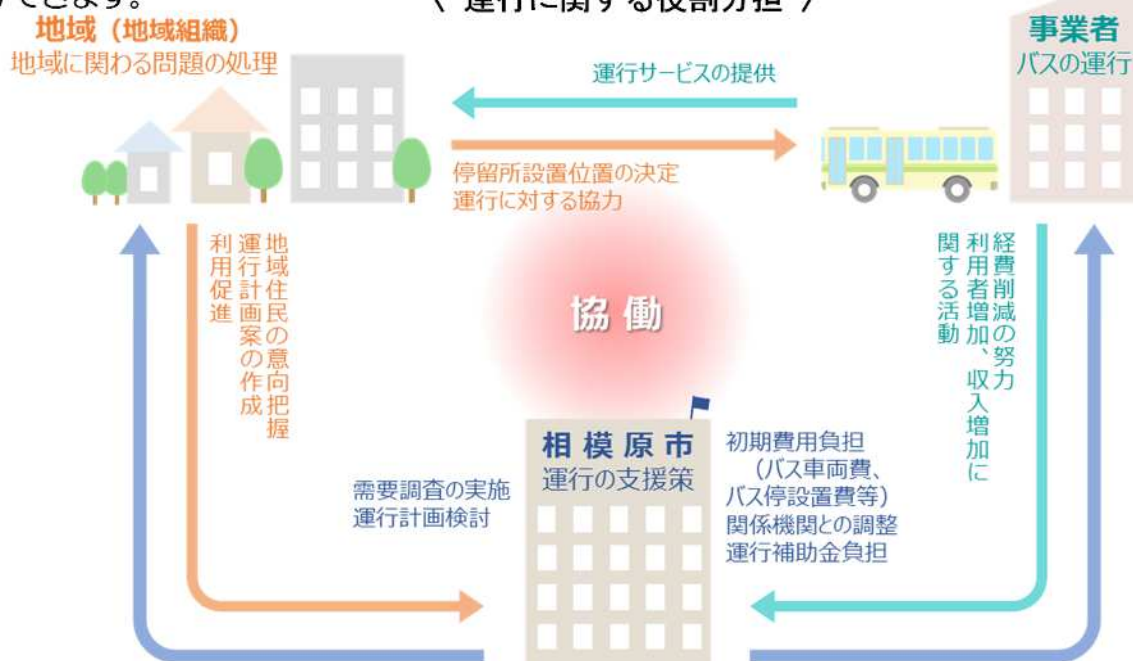 できます。
〈 運行に関する役割分担 〉
地域（地域組織）
地域に関わる問題の処理
事業者
バスの運行
運行サービスの提供
停留所設置位置の決定
運行に対する協力
地域住民の意向把握
運行計画案の作成
利用促進
経費削減の努力
利用者増加、収入増加に
関する活動
協働
相模原市
運行の支援策
需要調査の実施
運行計画検討
初期費用負担
（バス車両費、
バス停設置費等）
関係機関との調整
運行補助金負担